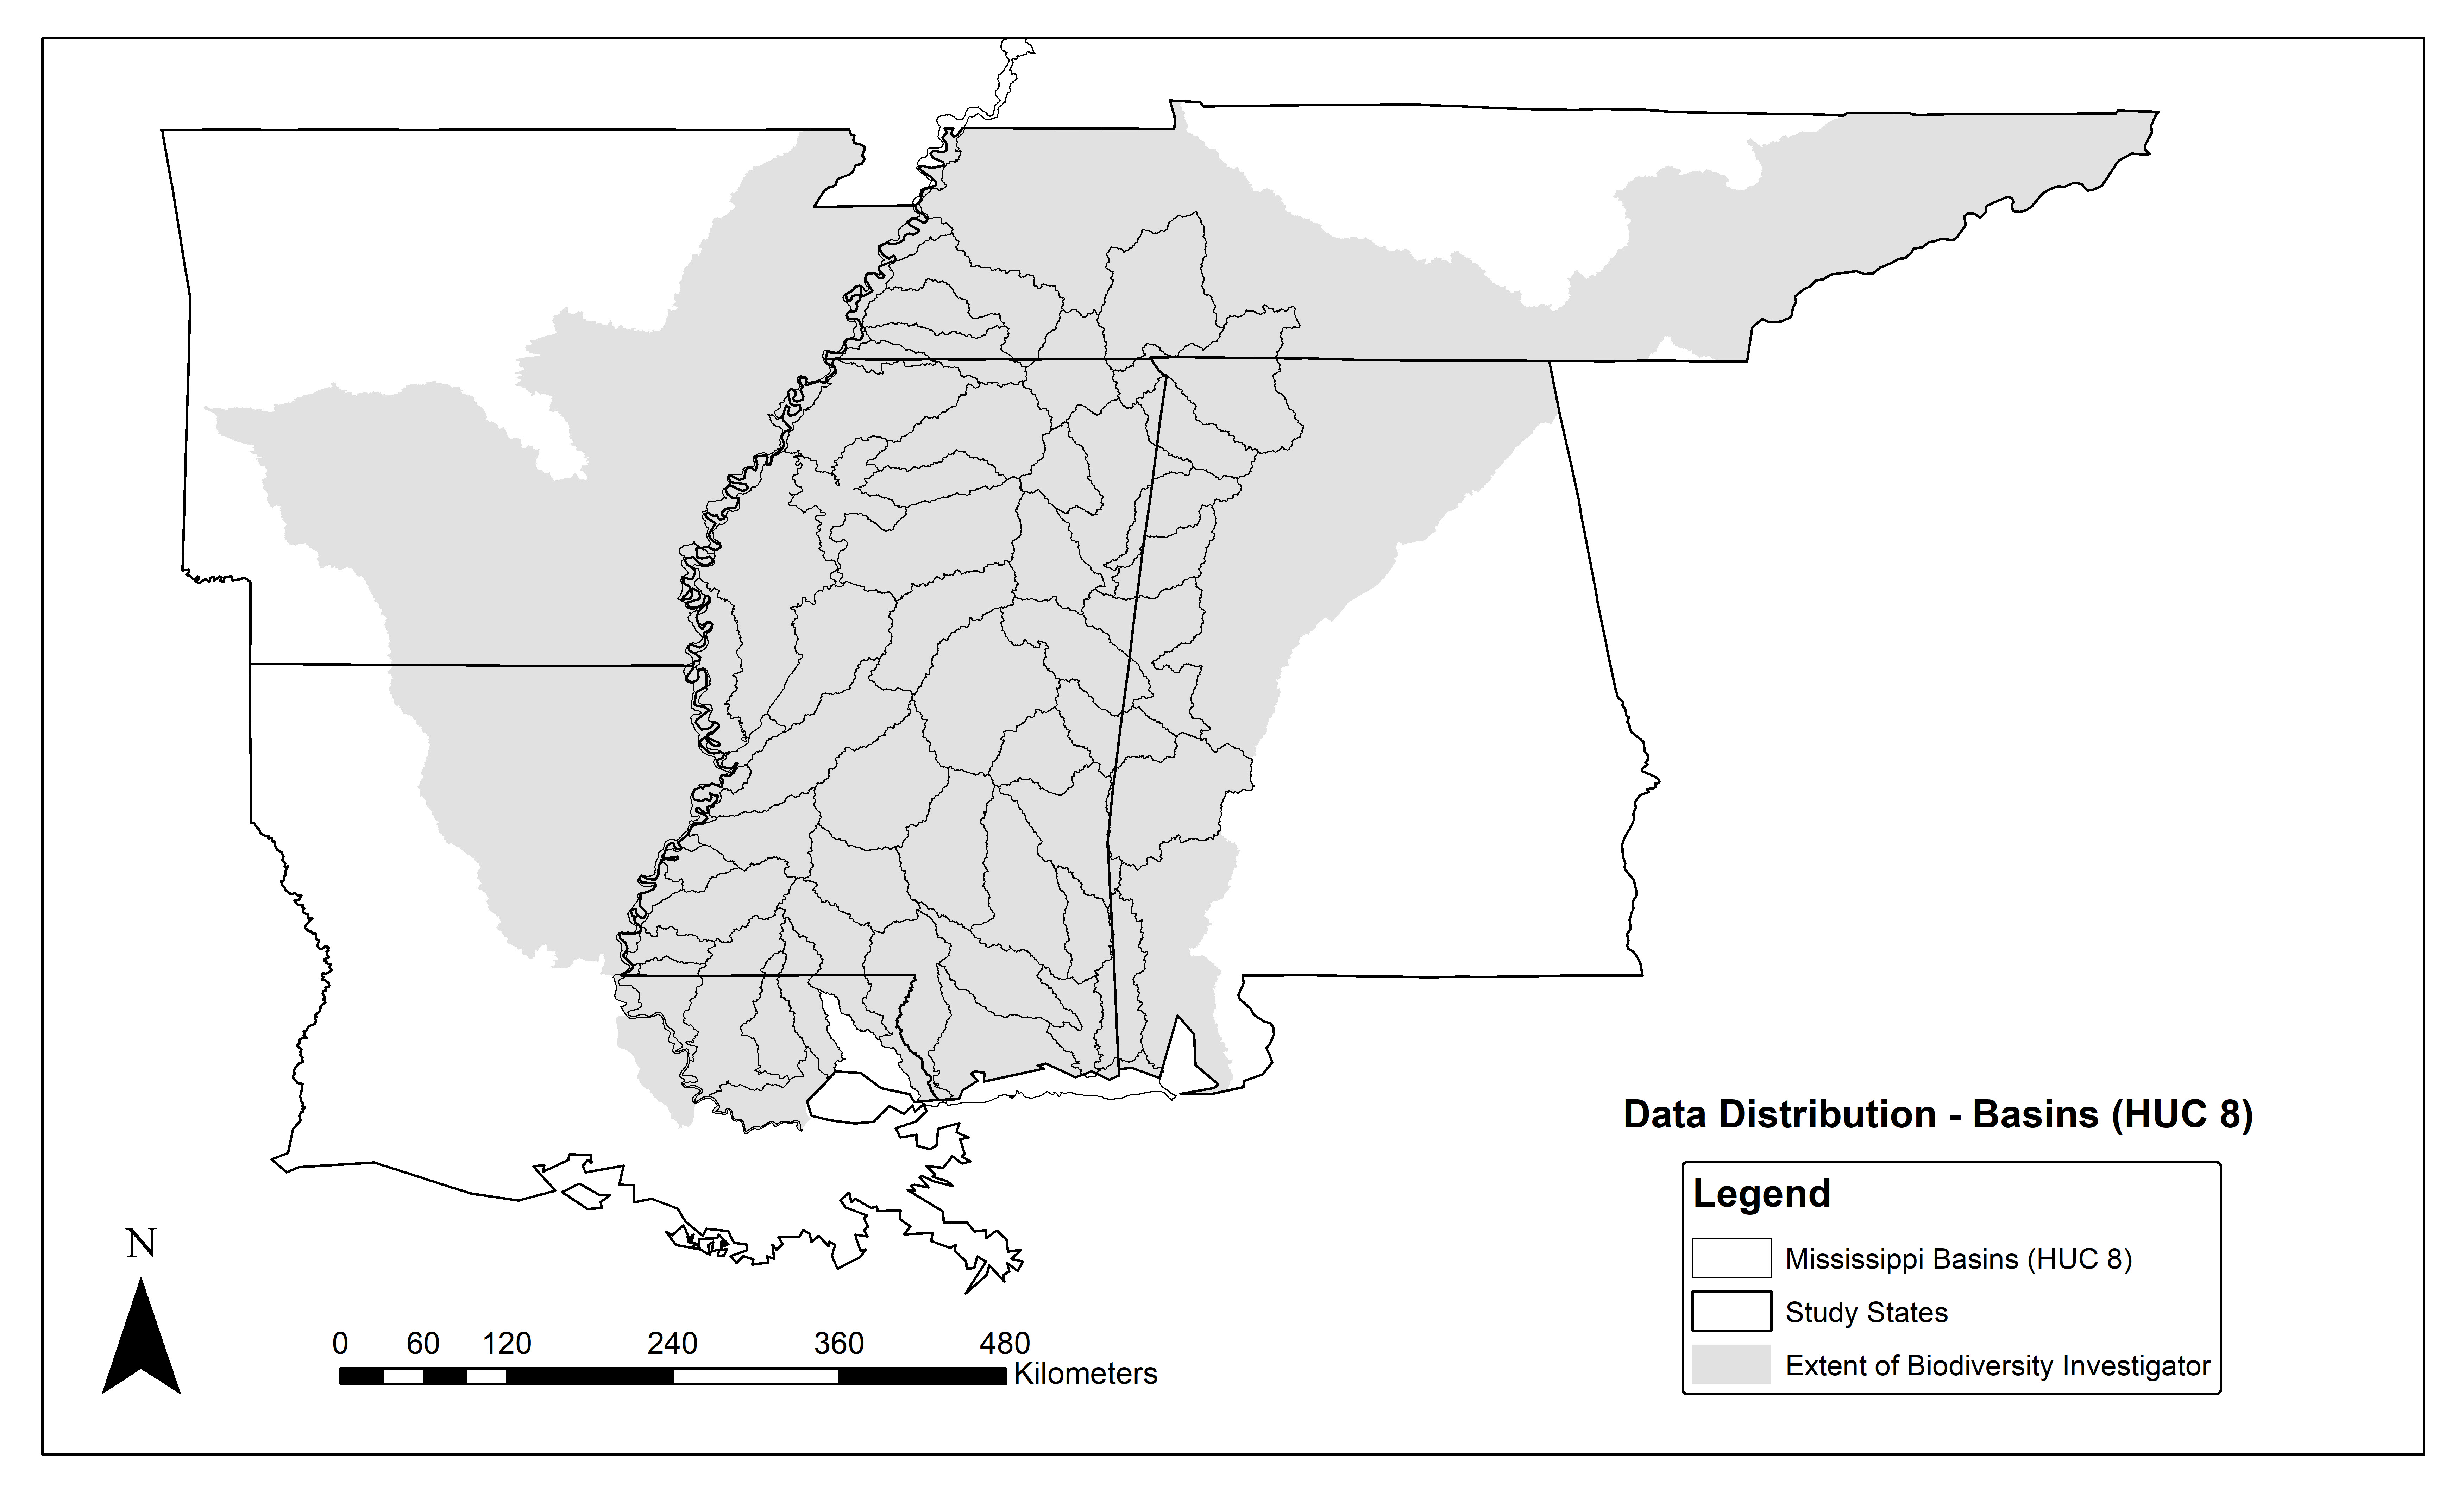 Data Distribution - Basins (HUC 8)
Legend
Mississippi Basins (HUC 8)
Study States
Extent of Biodiversity Investigator
N
0 60 120 240 360 480
Kilometers